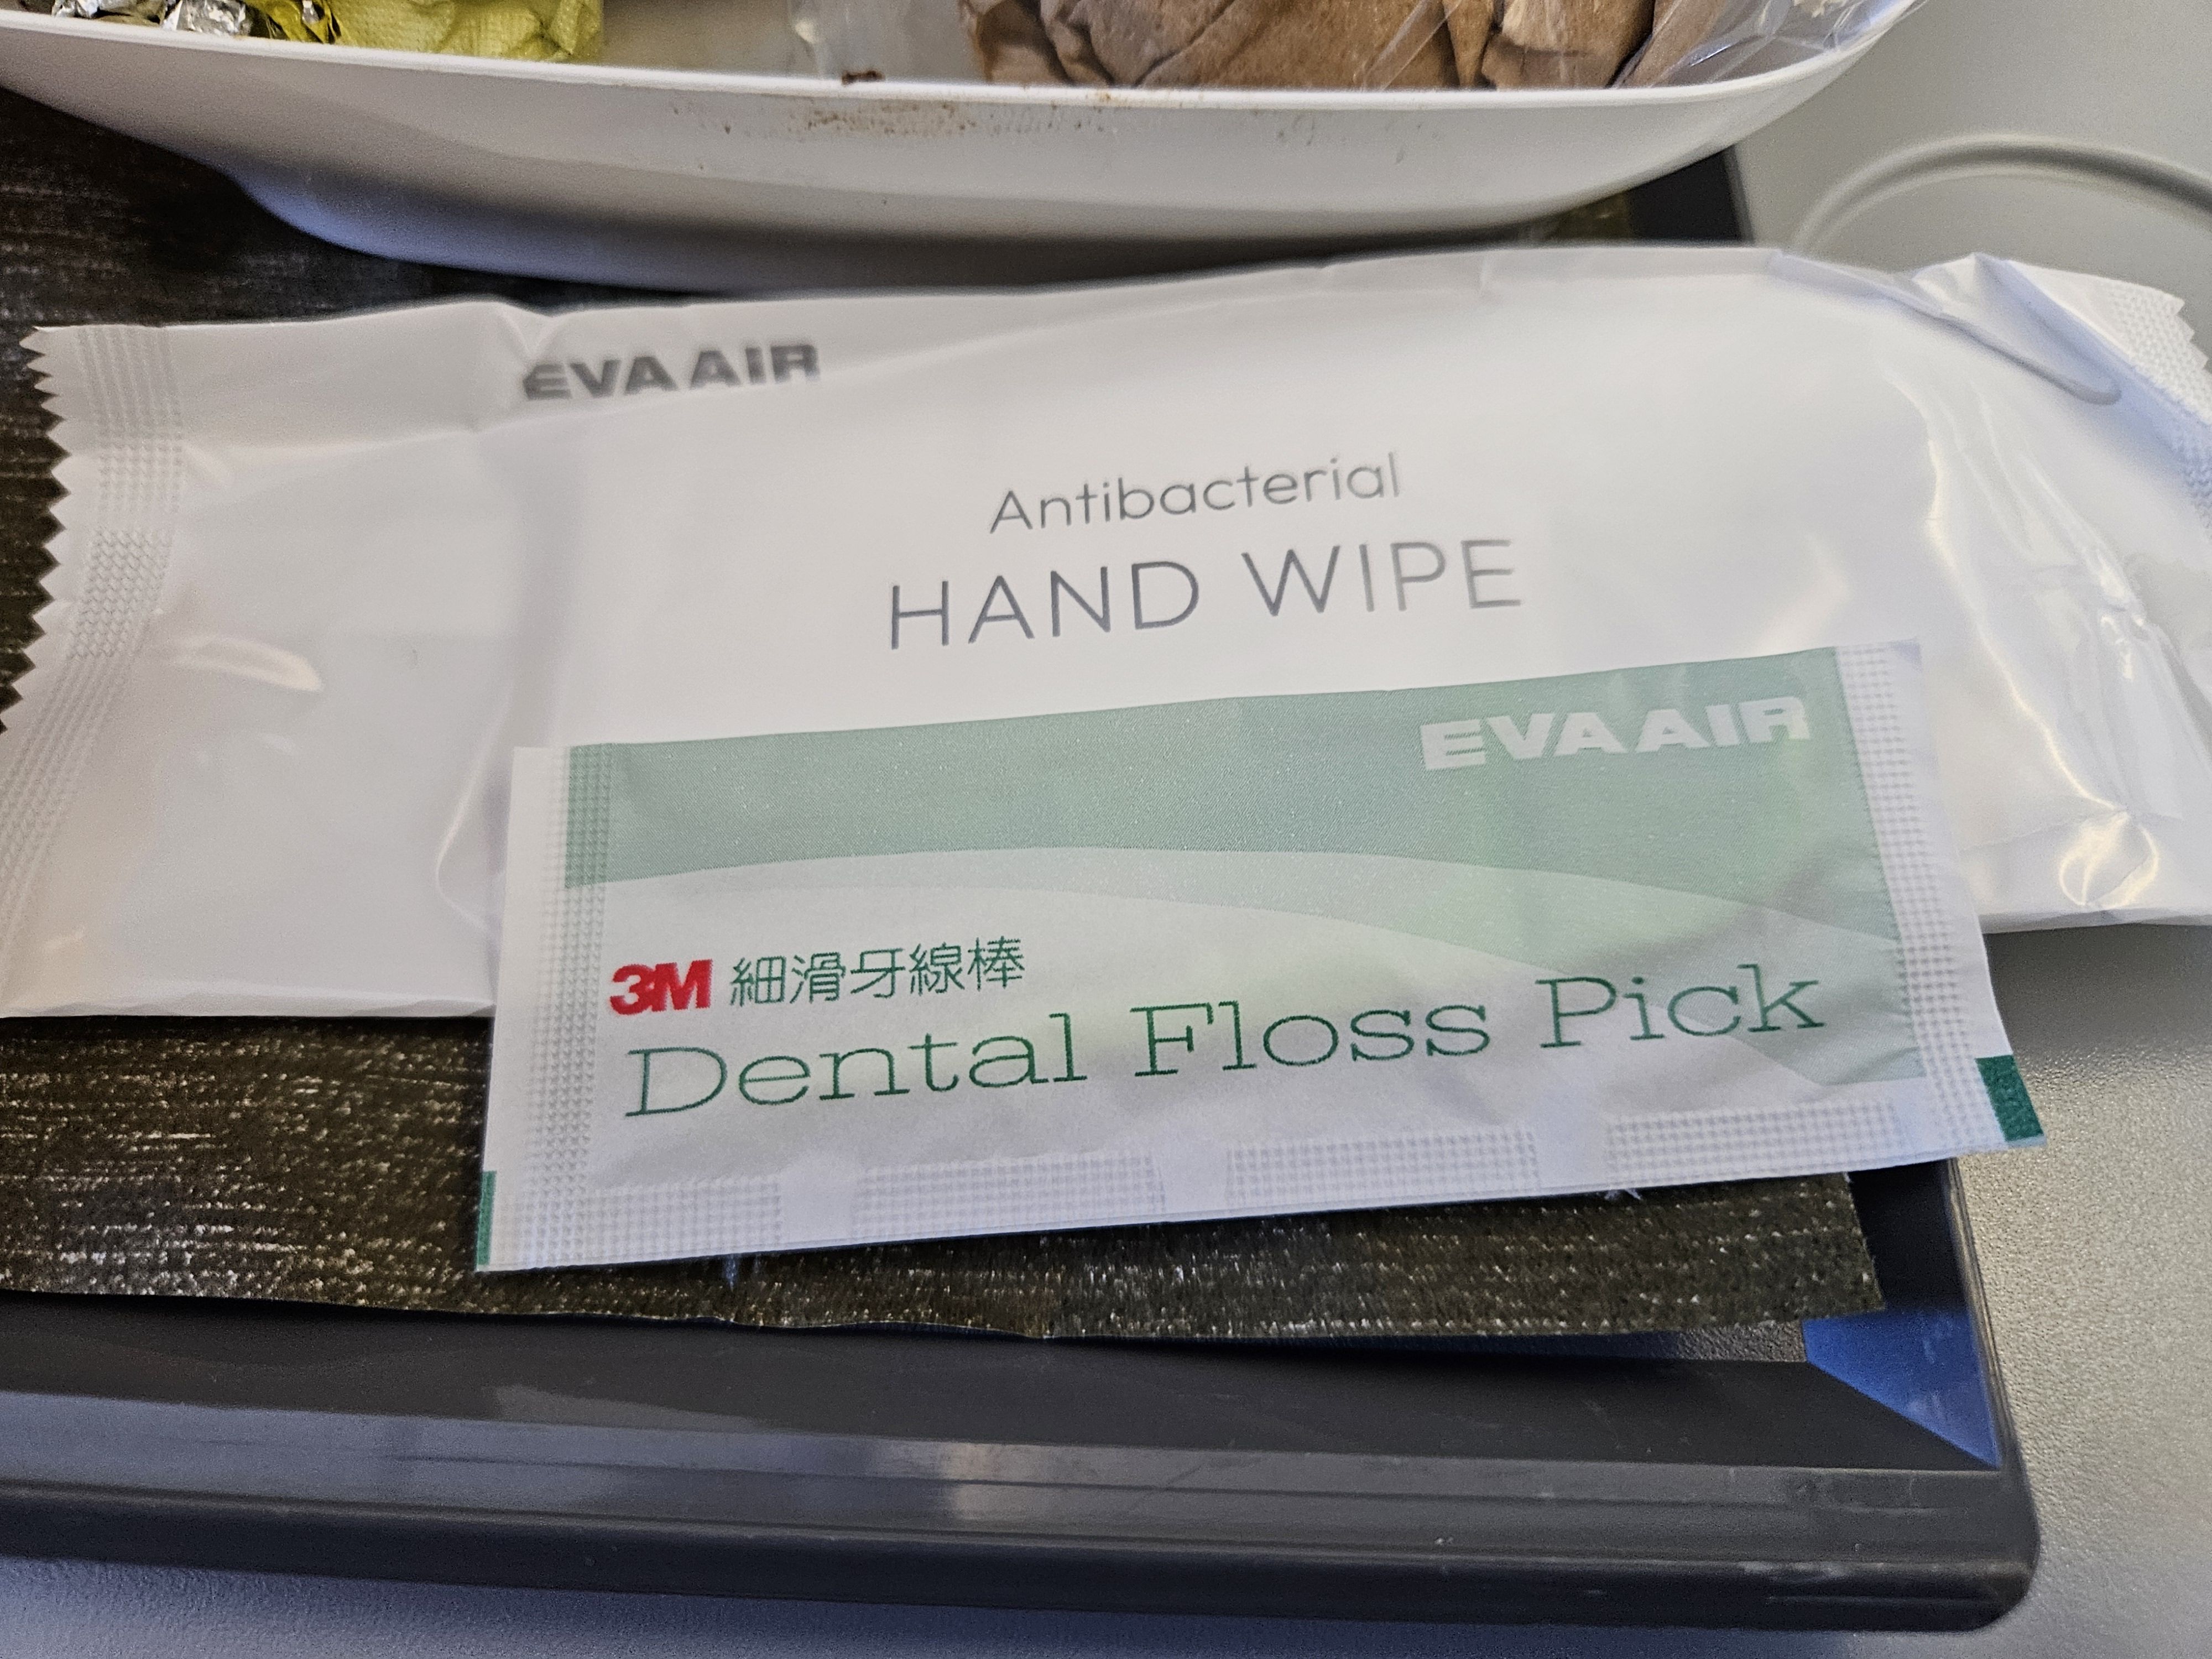 EVA AIR
Antibacterial
HAND WIPE
EVA AIR
3M 細滑牙線棒
Dental Floss Pick